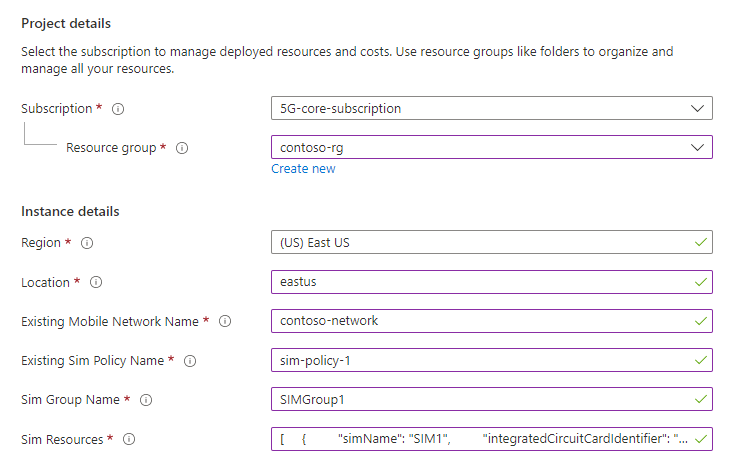 Project details
Select the subscription to manage deployed resources and costs. Use resource groups like folders to organize and
manage all your resources.
Subscription *
5G-core-subscription
Resource group *
contoso-rg
Create new
Instance details
Region *
(US) East US
Location *
eastus
Existing Mobile Network Name *
contoso-network
Existing Sim Policy Name *
sim-policy-1
Sim Group Name *
SIMGroup1
Sim Resources *
[ { "simName": "SIM1", "integratedCircuitCardIdentifier": "...